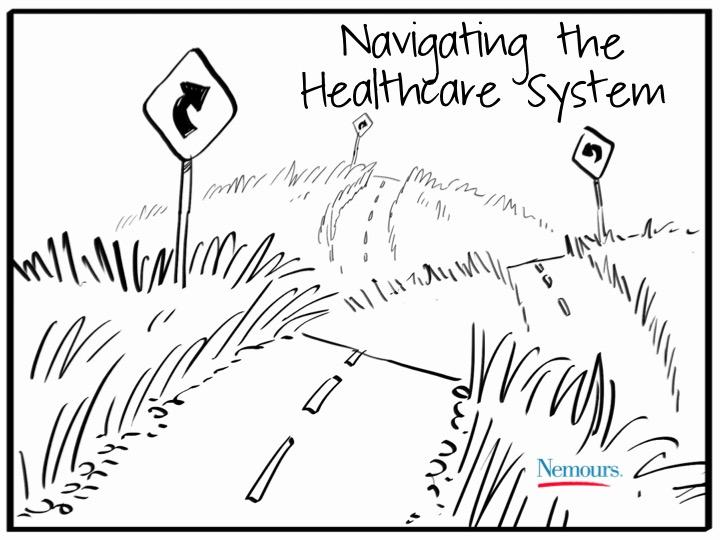 Navigating the
Healthcare System
Nemours.